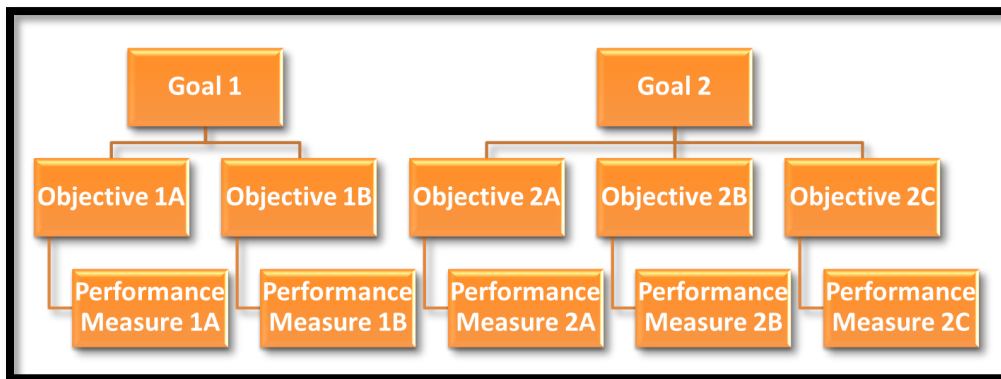 Goal 1
Goal 2
Objective 1A
Objective 1B
Objective 2A
Objective 2B
Objective 2C
Performance
Measure 1A
Performance
Measure 1B
Performance
Measure 2A
Performance
Measure 2B
Performance
Measure 2C